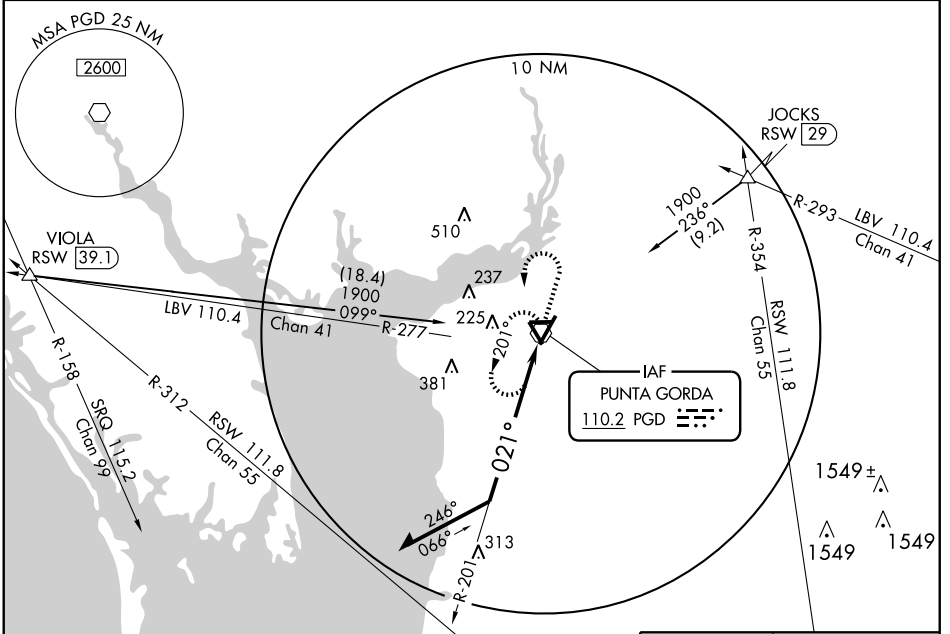 MSA PGD 25 NM
2600
10 NM
JOCKS
RSW 29
1900
236°
(9.2)
R-293
LBV 110.4
Chan 41
R-354
RSW 111.8
Chan 55
VIOLA
RSW 39.1
510
(18.4)
1900
099°
LBV 110.4
Chan 41
R-277
237
225
201°
381
IAF
PUNTA GORDA
110.2 PGD
R-158
SRQ 115.2
Chan 99
R-312
RSW 111.8
Chan 55
021°
246°
066°
313
R-201
1549±
1549
1549